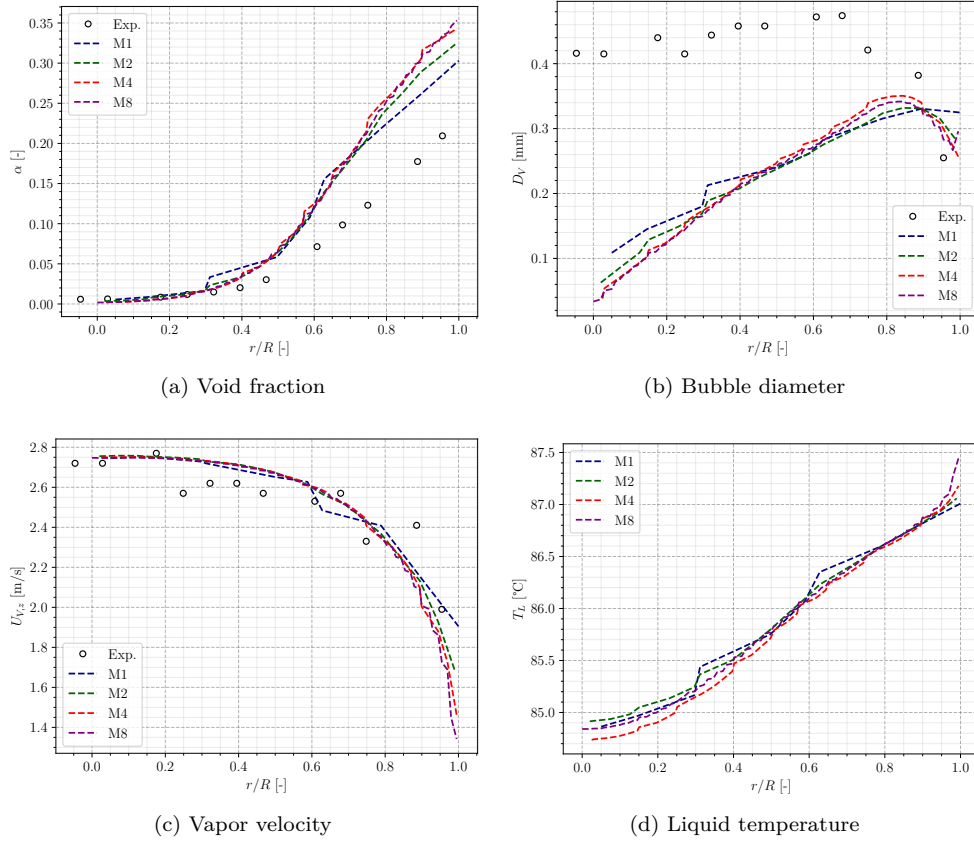 0.35
0.30
0.25
0.20
0.15
0.10
0.05
0.00
α [-]
Exp.
M1
M2
M4
M8
0.0 0.2 0.4 0.6 0.8 1.0
r/R [-]
(a) Void fraction
0.4
0.3
0.2
0.1
D_V [mm]
Exp.
M1
M2
M4
M8
0.0 0.2 0.4 0.6 0.8 1.0
r/R [-]
(b) Bubble diameter
2.8
2.6
2.4
2.2
2.0
1.8
1.6
1.4
U_{V,z} [m/s]
Exp.
M1
M2
M4
M8
0.0 0.2 0.4 0.6 0.8 1.0
r/R [-]
(c) Vapor velocity
87.5
87.0
86.5
86.0
85.5
85.0
T_L [°C]
M1
M2
M4
M8
0.0 0.2 0.4 0.6 0.8 1.0
r/R [-]
(d) Liquid temperature